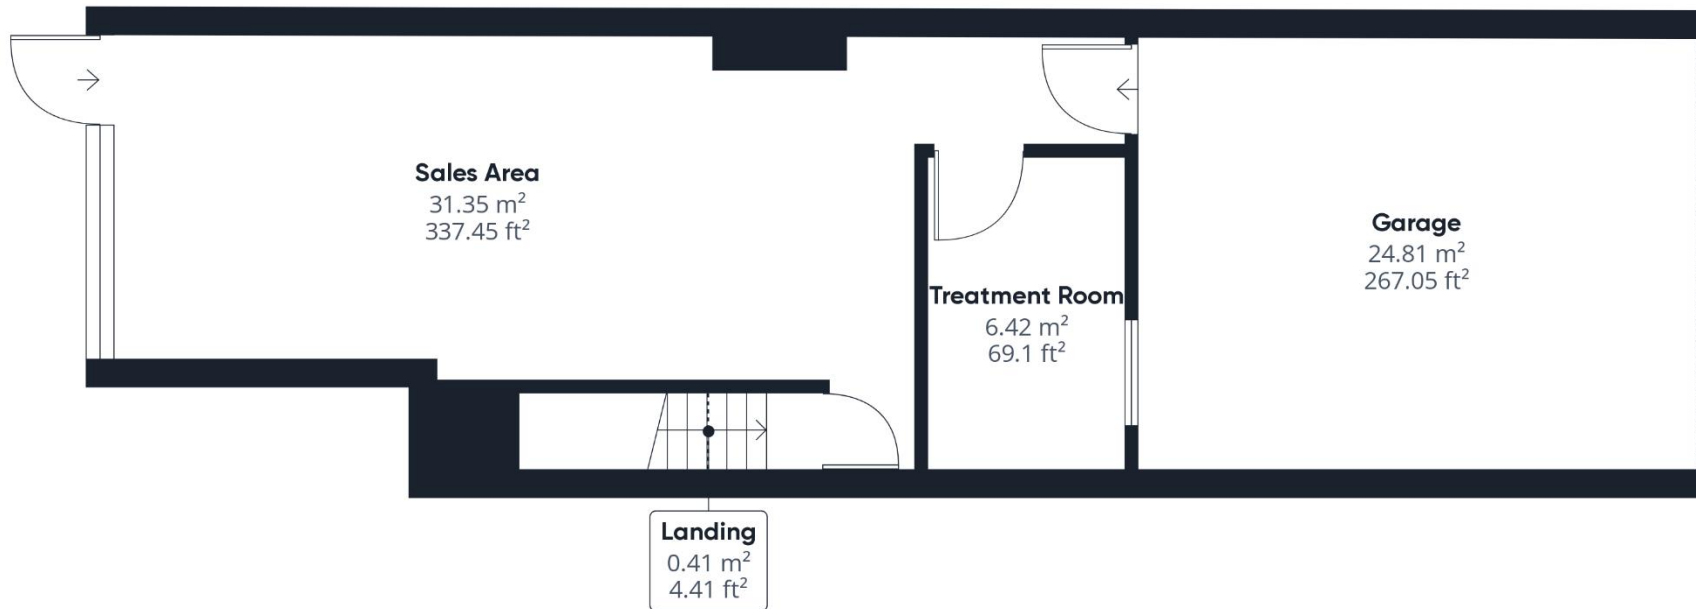 Sales Area
31.35 m²
337.45 ft²
Treatment Room
6.42 m²
69.1 ft²
Garage
24.81 m²
267.05 ft²
Landing
0.41 m²
4.41 ft²